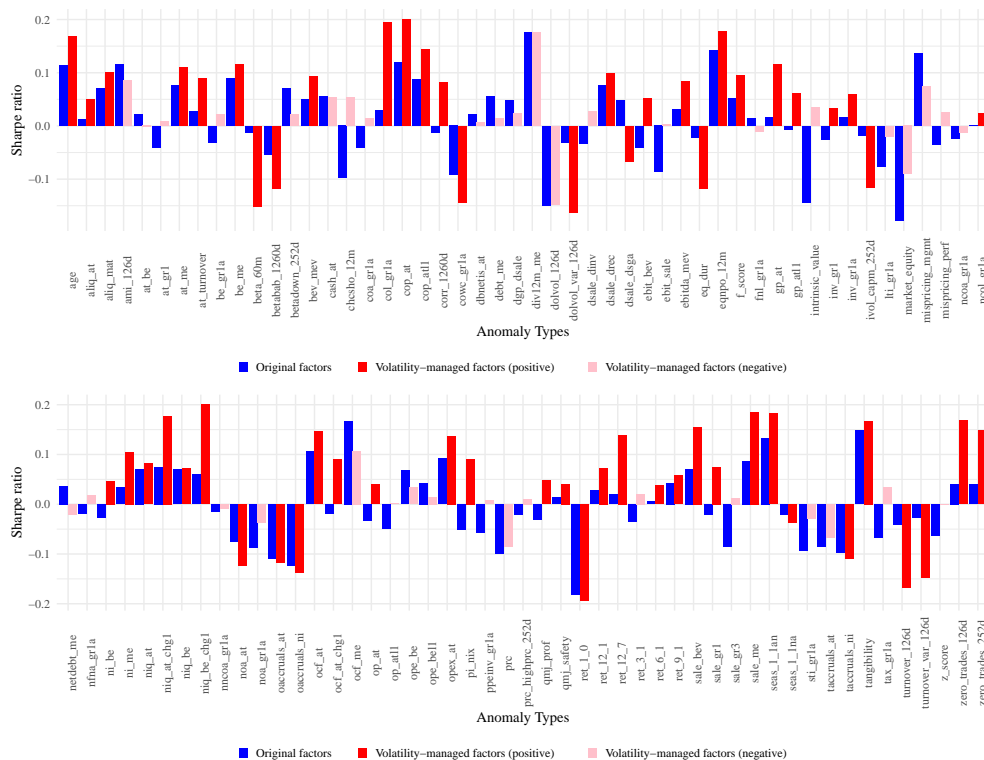 0.2
0.1
0.0
−0.1
Sharpe ratio
age
aliq_at
aliq_mat
ami_126d
at_be
at_gr1
at_me
at_turnover
be_gr1a
be_me
beta_60m
betabab_1260d
betadown_252d
bev_mev
cash_at
chcsho_12m
coa_gr1a
col_gr1a
cop_at
cop_atl1
corr_1260d
cowc_gr1a
dbnetis_at
debt_me
dgp_dsale
div12m_me
dolvol_126d
dolvol_var_126d
dsale_dinv
dsale_drec
dsale_dsga
ebit_bev
ebit_sale
ebitda_mev
eq_dur
eqnpo_12m
f_score
fnl_gr1a
gp_at
gp_atl1
intrinsic_value
inv_gr1
inv_gr1a
ivol_capm_252d
lti_gr1a
market_equity
mispricing_mgmt
mispricing_perf
ncoa_gr1a
ncol_gr1a
Anomaly Types
Original factors Volatility−managed factors (positive) Volatility−managed factors (negative)
0.2
0.1
0.0
−0.1
−0.2
Sharpe ratio
netdebt_me
nfna_gr1a
ni_be
ni_me
niq_at
niq_at_chg1
niq_be
niq_be_chg1
nncoa_gr1a
noa_at
noa_gr1a
oaccruals_at
oaccruals_ni
ocf_at
ocf_at_chg1
ocf_me
op_at
op_atl1
ope_be
ope_bel1
opex_at
pi_nix
ppeinv_gr1a
prc
prc_highprc_252d
qmj_prof
qmj_safety
ret_1_0
ret_12_1
ret_12_7
ret_3_1
ret_6_1
ret_9_1
sale_bev
sale_gr1
sale_gr3
sale_me
seas_1_1an
seas_1_1na
sti_gr1a
taccruals_at
taccruals_ni
tangibility
tax_gr1a
turnover_126d
turnover_var_126d
z_score
zero_trades_126d
zero_trades_252d
Anomaly Types
Original factors Volatility−managed factors (positive) Volatility−managed factors (negative)